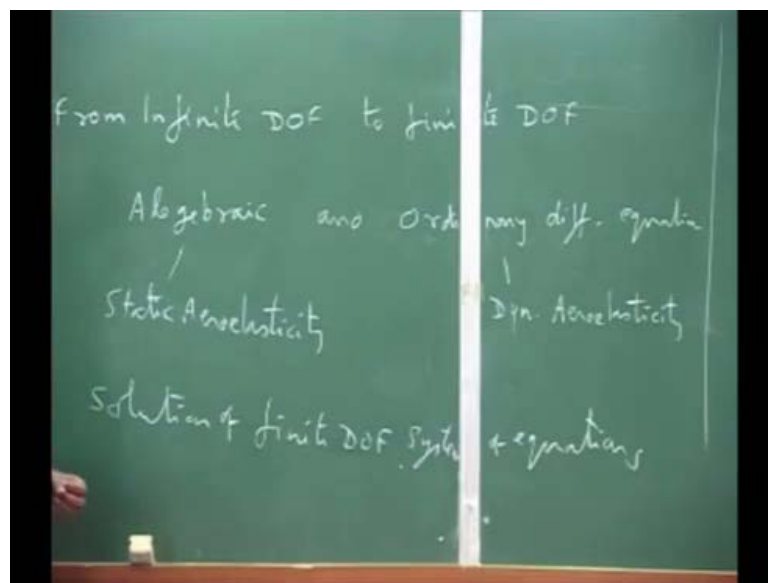 From Infinite DOF to finite DOF
Alogebraic and Ordinary diff. equation
Static Aeroelasticity Dyn. Aeroelasticity
Solution of finite DOF System of equations